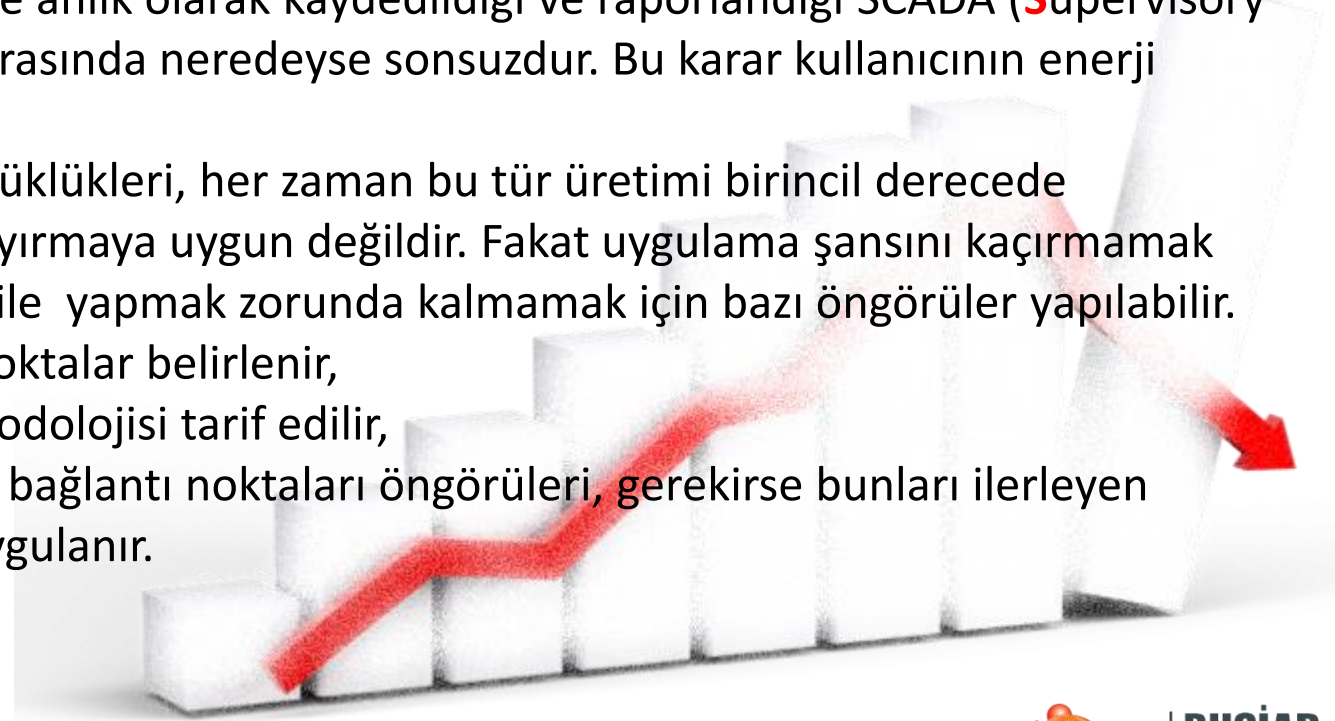 e anlık olarak kaydedildiği ve raporlandığı SCADA (Supervisory
rasında neredeyse sonsuzdur. Bu karar kullanıcının enerji
üklükleri, her zaman bu tür üretimi birincil derecede
yırmaya uygun değildir. Fakat uygulama şansını kaçırmamak
ile yapmak zorunda kalmamak için bazı öngörüler yapılabilir.
oktalar belirlenir,
odolojisi tarif edilir,
bağlantı noktaları öngörüleri, gerekirse bunları ilerleyen
ygulanır.